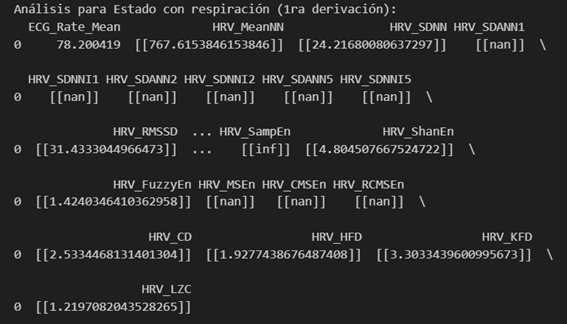 Análisis para Estado con respiración (1ra derivación):
ECG_Rate_Mean HRV_MeanNN HRV_SDNN HRV_SDANN1
0 78.200419 [[767.6153846153846]] [[24.21680080637297]] [[nan]] \
HRV_SDNNI1 HRV_SDANN2 HRV_SDNNI2 HRV_SDANN5 HRV_SDNNI5
0 [[nan]] [[nan]] [[nan]] [[nan]] [[nan]] \
HRV_RMSSD ... HRV_SampEn HRV_ShanEn
0 [[31.4333044966473]] ... [[inf]] [[4.804507667524722]] \
HRV_FuzzyEn HRV_MSEn HRV_CMSEn HRV_RCMSEn
0 [[1.4240346410362958]] [[nan]] [[nan]] [[nan]] \
HRV_CD HRV_HFD HRV_KFD
0 [[2.5334468131401304]] [[1.9277438676487408]] [[3.3033439600995673]] \
HRV_LZC
0 [[1.2197082043528265]]